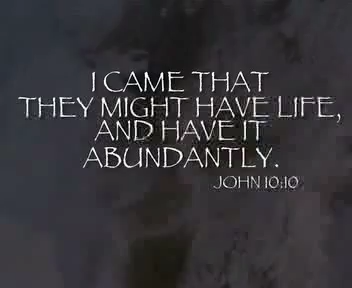 I CAME THAT
THEY MIGHT HAVE LIFE,
AND HAVE IT
ABUNDANTLY.
JOHN 10:10